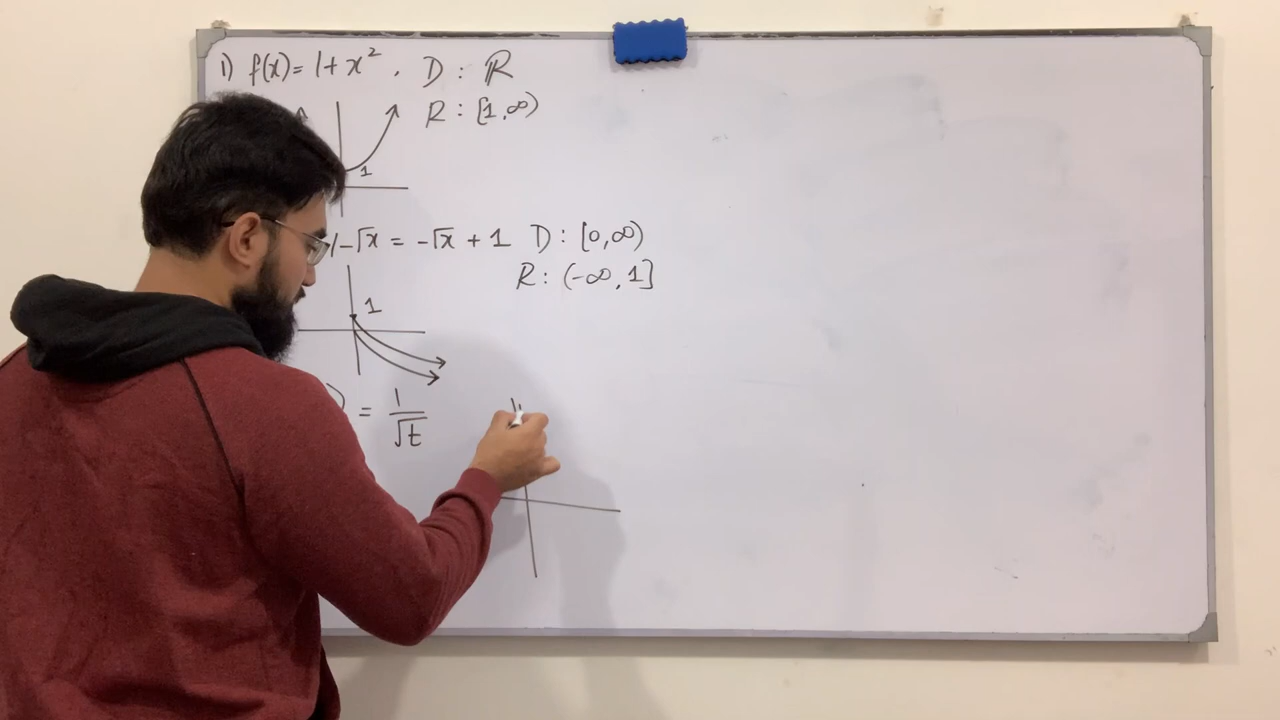 1) f(x) = 1 + x². D : ℝ
R : [1, ∞)
1
1 - √x = -√x + 1 D : [0, ∞)
R : (-∞, 1]
1
) = 1/√t